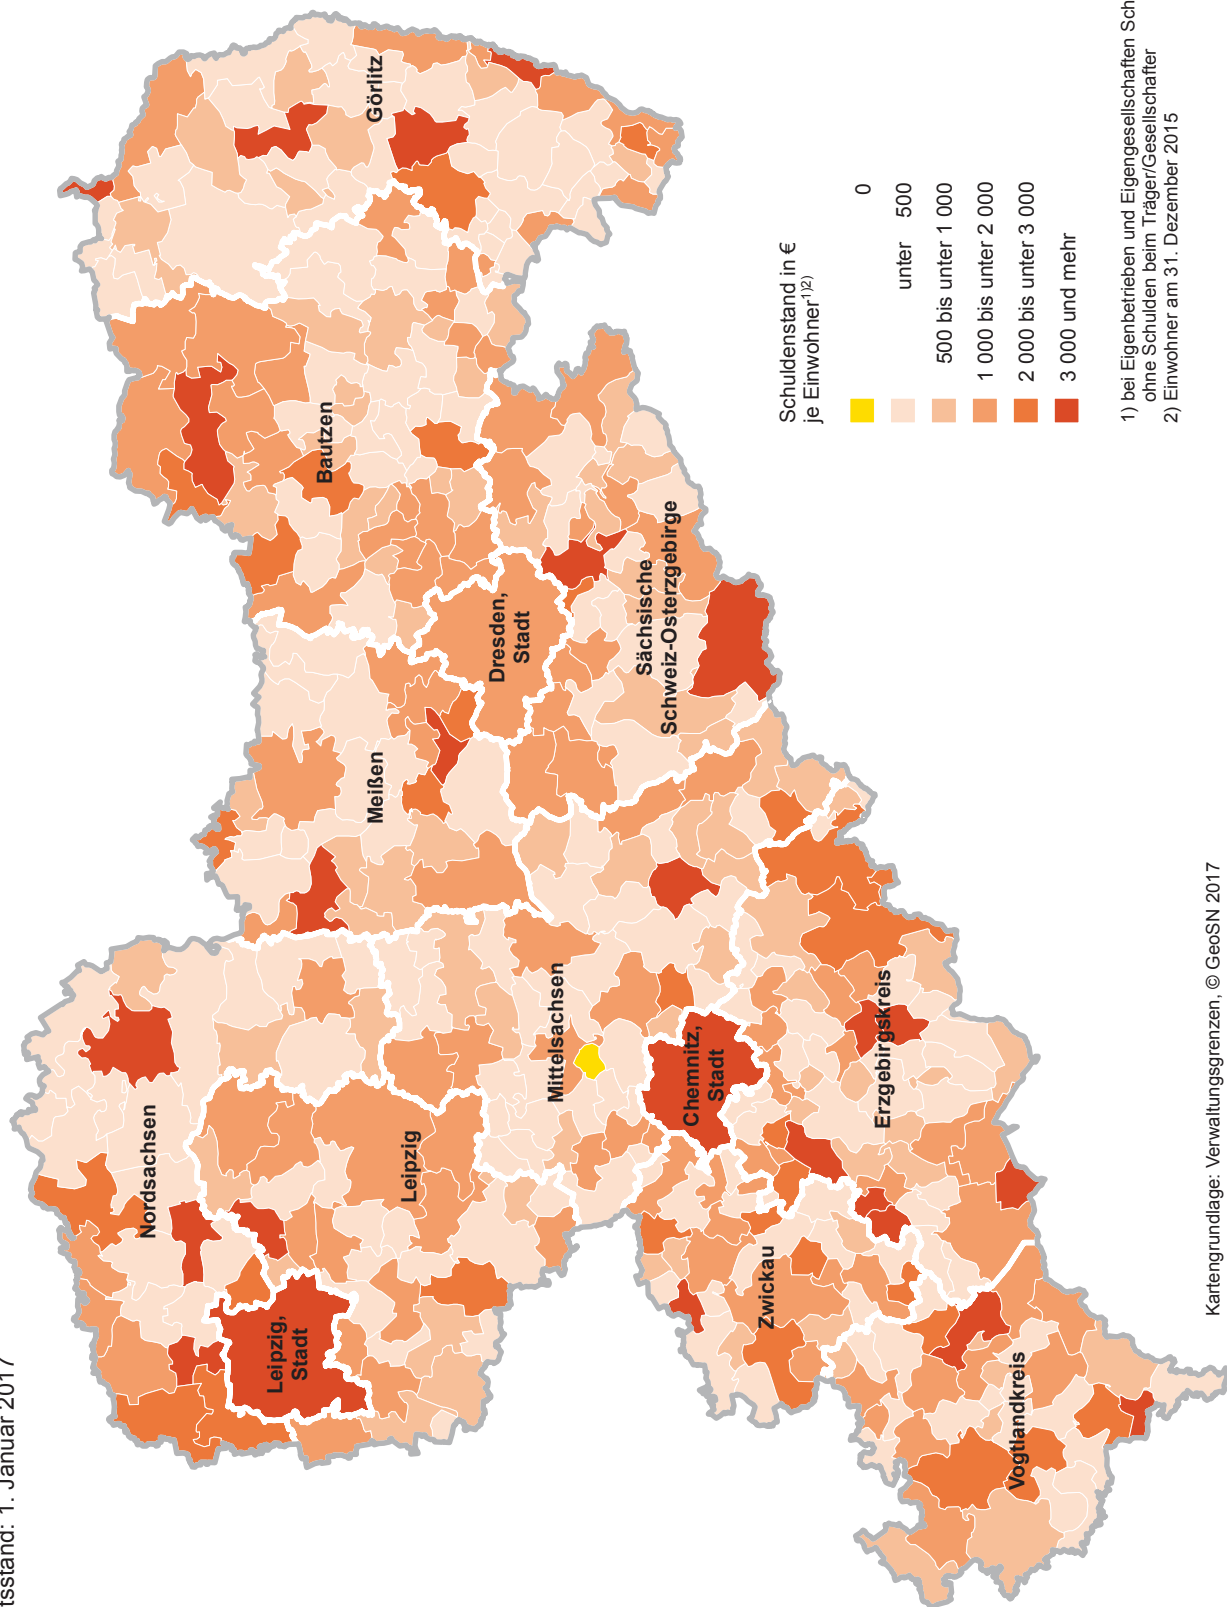 tsstand: 1. Januar 2017
Görlitz
Bautzen
Meißen
Dresden,
Stadt
Sächsische
Schweiz-Osterzgebirge
Nordsachsen
Leipzig
Leipzig,
Stadt
Mittelsachsen
Chemnitz,
Stadt
Erzgebirgskreis
Zwickau
Vogtlandkreis
Schuldenstand in €
je Einwohner1)2)
0
unter 500
500 bis unter 1 000
1 000 bis unter 2 000
2 000 bis unter 3 000
3 000 und mehr
1) bei Eigenbetrieben und Eigengesellschaften Sch
ohne Schulden beim Träger/Gesellschafter
2) Einwohner am 31. Dezember 2015
Kartengrundlage: Verwaltungsgrenzen, © GeoSN 2017